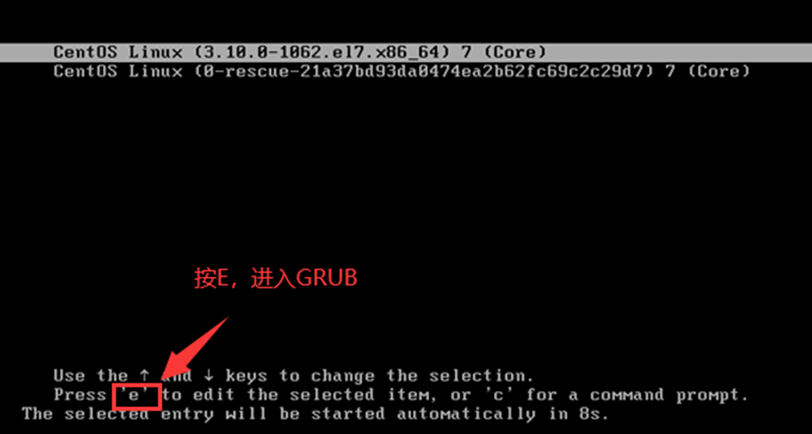 CentOS Linux (3.10.0-1062.el7.x86_64) 7 (Core)
CentOS Linux (0-rescue-21a37bd93da0474ea2b62fc69c2c29d7) 7 (Core)
按E，进入GRUB
Use the ↑ and ↓ keys to change the selection.
Press 'e' to edit the selected item, or 'c' for a command prompt.
The selected entry will be started automatically in 8s.